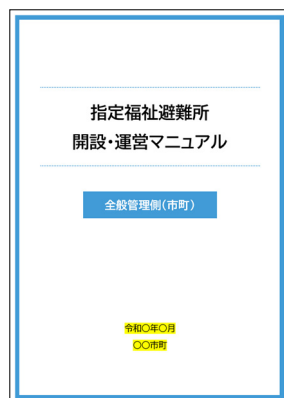 指定福祉避難所
開設・運営マニュアル
全般管理側(市町)
令和〇年〇月
〇〇市町